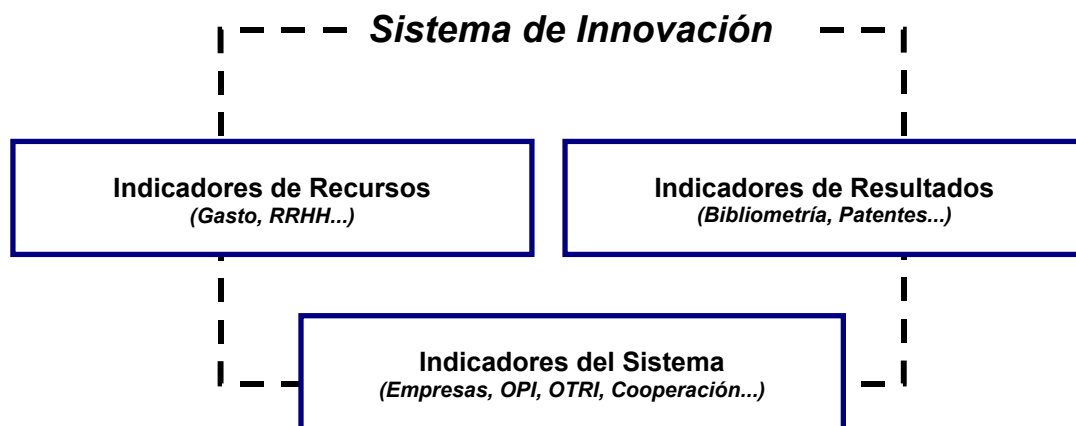 Sistema de Innovación
Indicadores de Recursos
(Gasto, RRHH...)
Indicadores de Resultados
(Bibliometría, Patentes...)
Indicadores del Sistema
(Empresas, OPI, OTRI, Cooperación...)